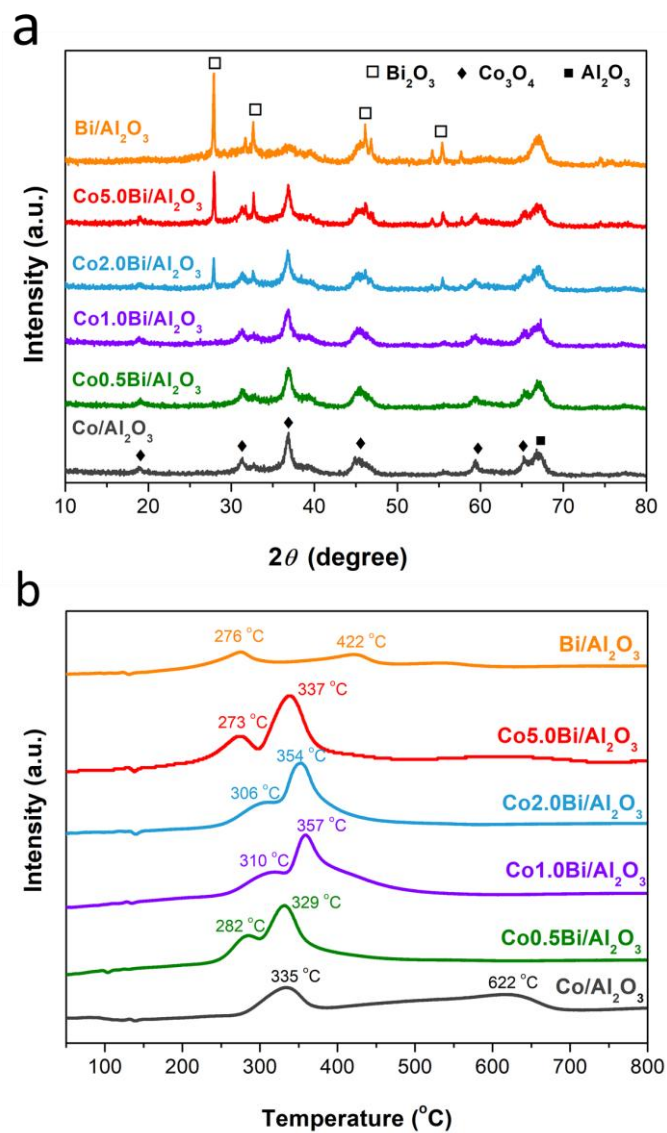 a
□ Bi₂O₃ ♦ Co₃O₄ ■ Al₂O₃
Bi/Al₂O₃
Co5.0Bi/Al₂O₃
Co2.0Bi/Al₂O₃
Co1.0Bi/Al₂O₃
Co0.5Bi/Al₂O₃
Co/Al₂O₃
Intensity (a.u.)
10 20 30 40 50 60 70 80
2θ (degree)
b
276 °C 422 °C Bi/Al₂O₃
337 °C
273 °C Co5.0Bi/Al₂O₃
354 °C
306 °C Co2.0Bi/Al₂O₃
357 °C
310 °C Co1.0Bi/Al₂O₃
329 °C
282 °C Co0.5Bi/Al₂O₃
335 °C 622 °C Co/Al₂O₃
Intensity (a.u.)
100 200 300 400 500 600 700 800
Temperature (°C)